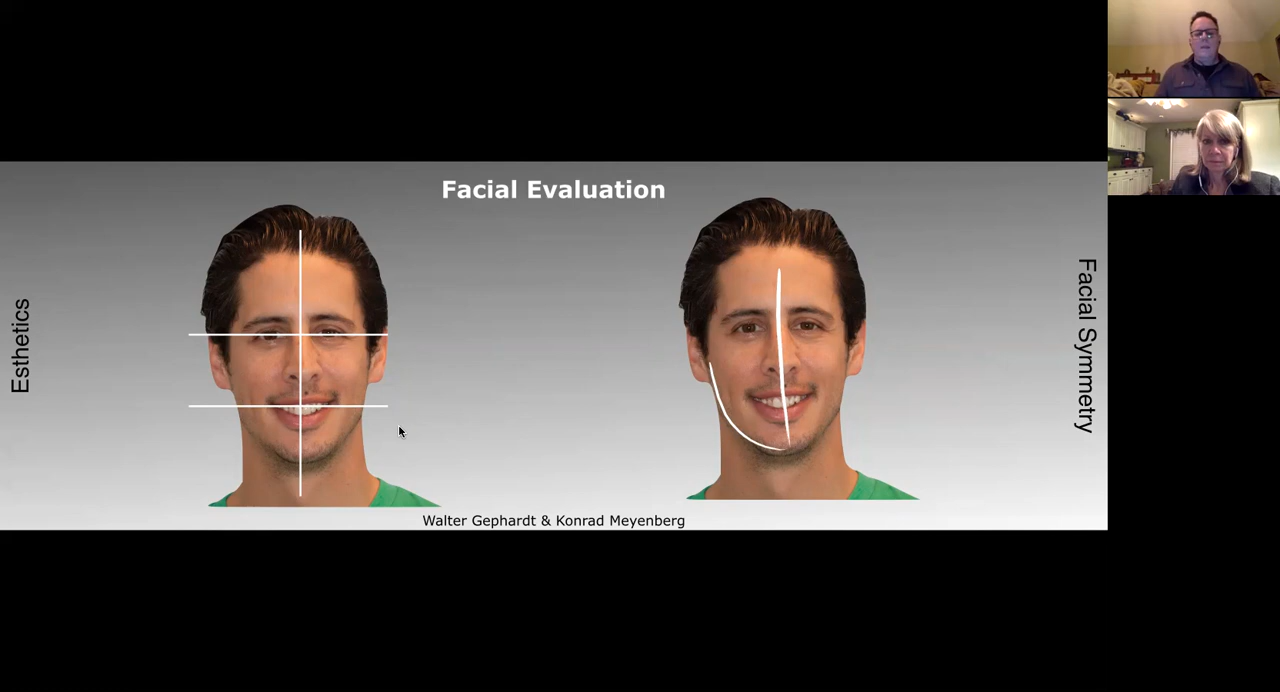 Facial Evaluation
Esthetics
Facial Symmetry
Walter Gephardt & Konrad Meyenberg